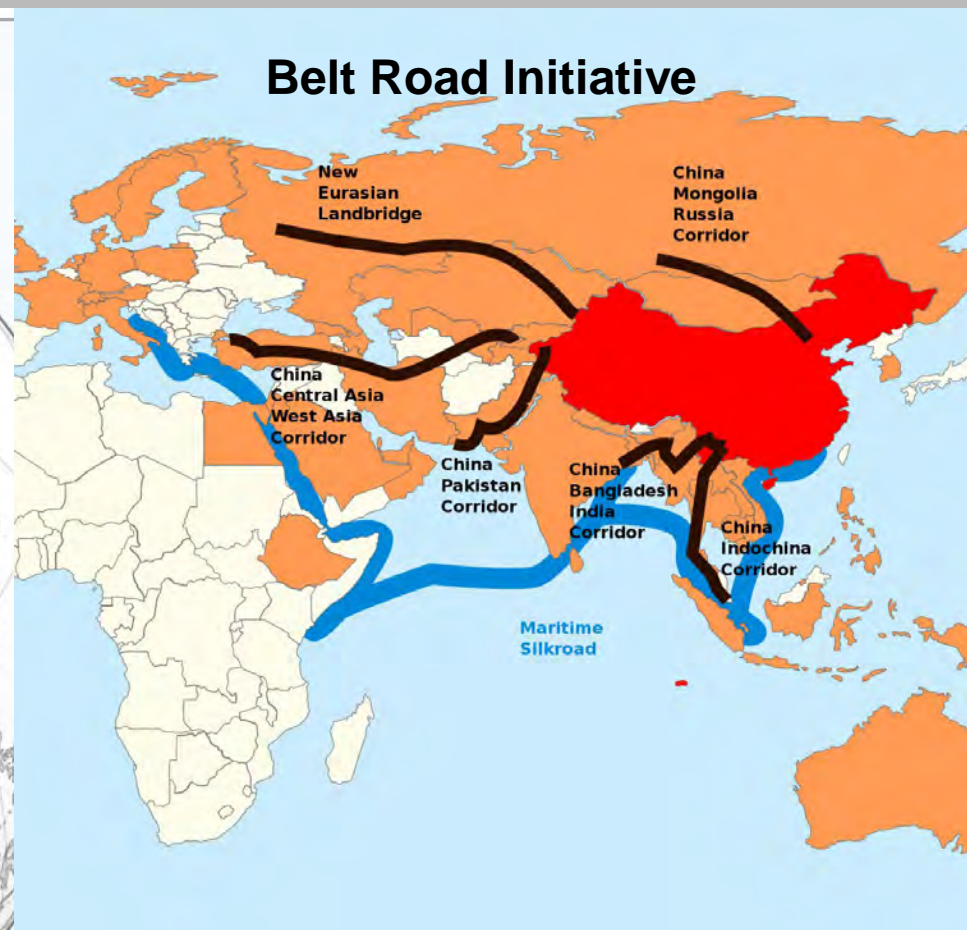 Belt Road Initiative
New
Eurasian
Landbridge
China
Mongolia
Russia
Corridor
China
Central Asia
West Asia
Corridor
China
Pakistan
Corridor
China
Bangladesh
India
Corridor
China
Indochina
Corridor
Maritime
Silkroad